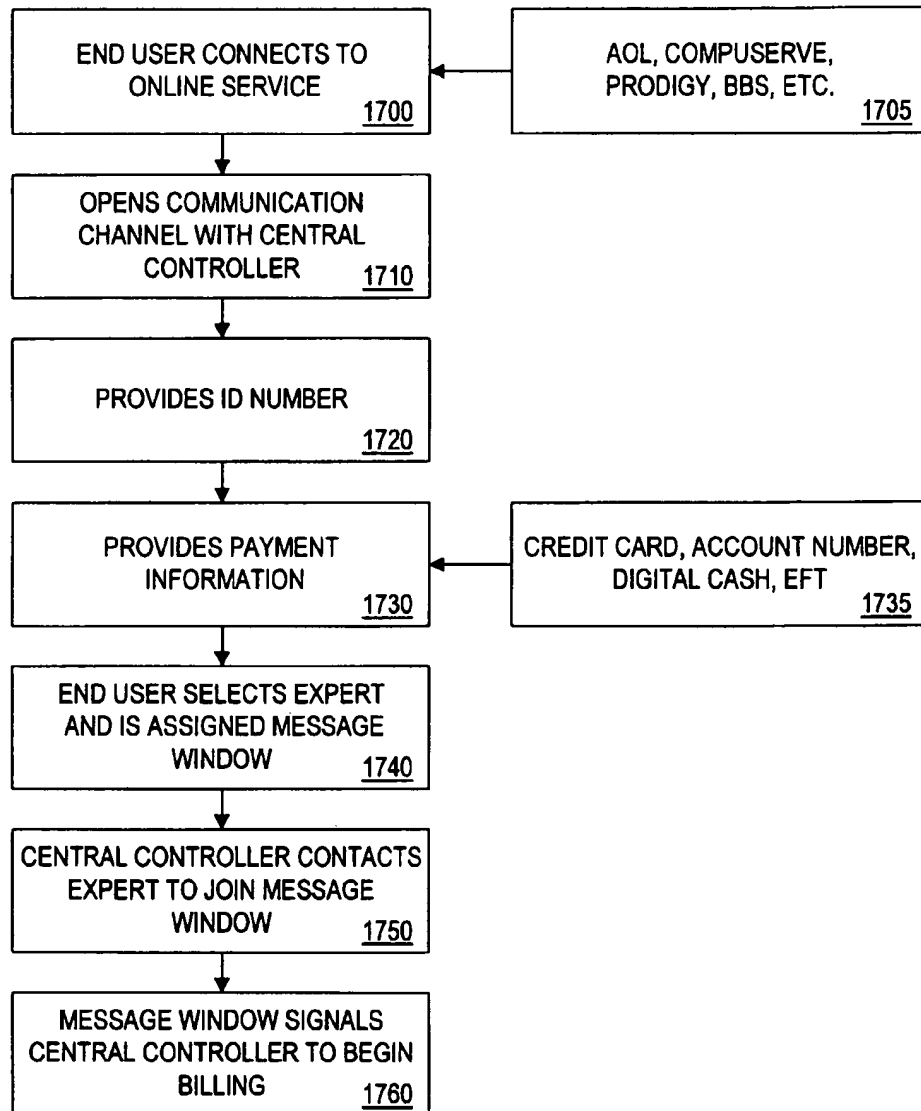 END USER CONNECTS TO
ONLINE SERVICE
1700
AOL, COMPUSERVE,
PRODIGY, BBS, ETC.
1705
OPENS COMMUNICATION
CHANNEL WITH CENTRAL
CONTROLLER
1710
PROVIDES ID NUMBER
1720
PROVIDES PAYMENT
INFORMATION
1730
CREDIT CARD, ACCOUNT NUMBER,
DIGITAL CASH, EFT
1735
END USER SELECTS EXPERT
AND IS ASSIGNED MESSAGE
WINDOW
1740
CENTRAL CONTROLLER CONTACTS
EXPERT TO JOIN MESSAGE
WINDOW
1750
MESSAGE WINDOW SIGNALS
CENTRAL CONTROLLER TO BEGIN
BILLING
1760